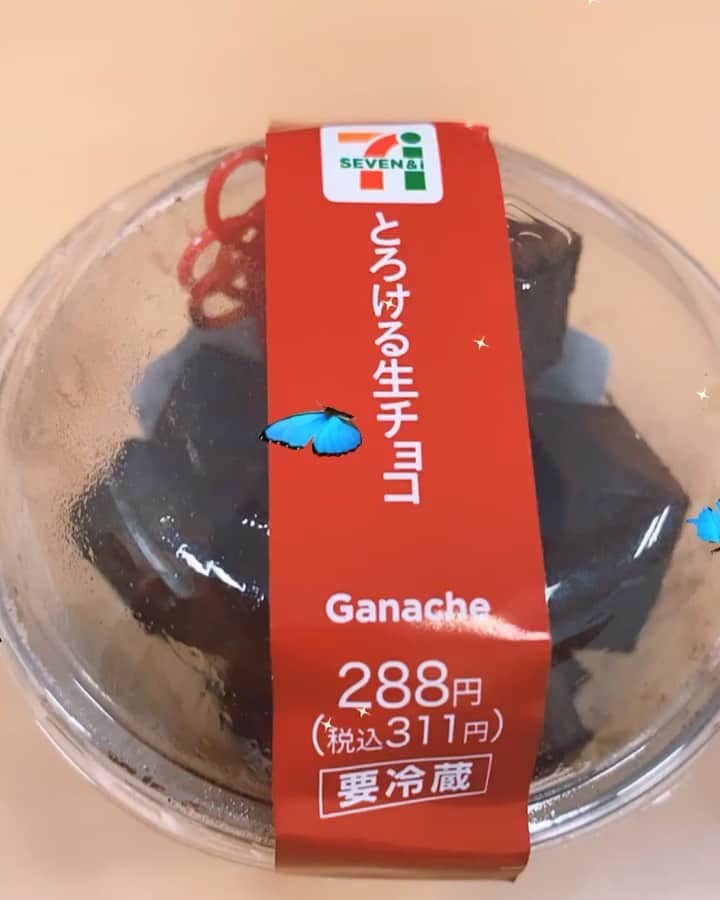 SEVEN&i
とろける生チョコ
Ganache
288円
(税込311円)
要冷蔵